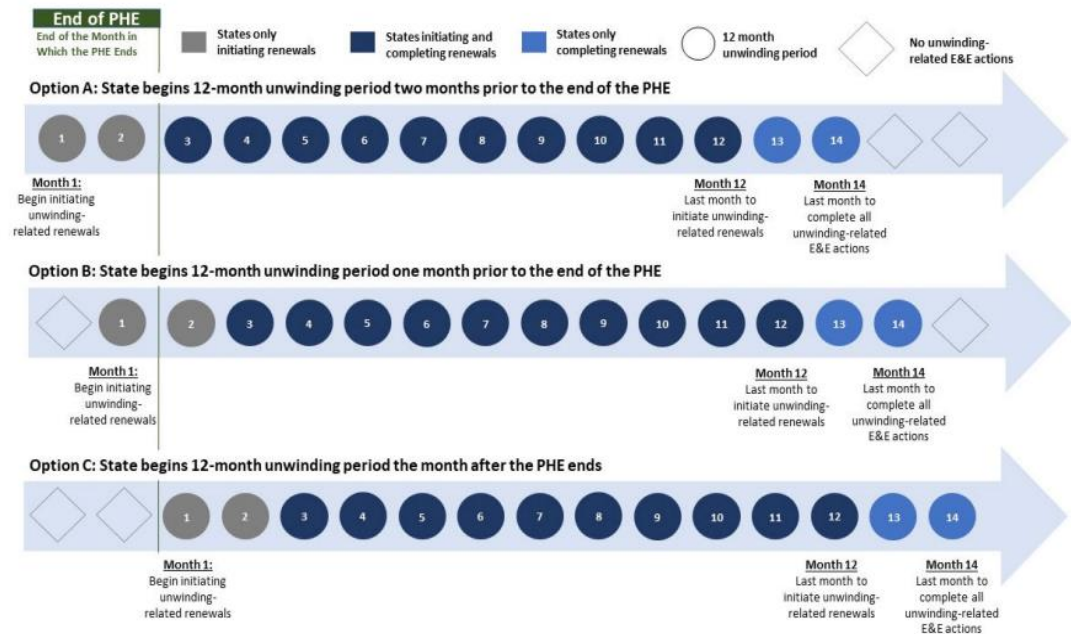 End of PHE
End of the Month in
Which the PHE Ends
States only
initiating renewals
States initiating and
completing renewals
States only
completing renewals
12 month
unwinding period
No unwinding-
related E&E actions
Option A: State begins 12-month unwinding period two months prior to the end of the PHE
1 2 3 4 5 6 7 8 9 10 11 12 13 14
Month 1:
Begin initiating
unwinding-
related renewals
Month 12
Last month to
initiate unwinding-
related renewals
Month 14
Last month to
complete all
unwinding-related
E&E actions
Option B: State begins 12-month unwinding period one month prior to the end of the PHE
1 2 3 4 5 6 7 8 9 10 11 12 13 14
Month 1:
Begin initiating
unwinding-
related renewals
Month 12
Last month to
initiate unwinding-
related renewals
Month 14
Last month to
complete all
unwinding-related
E&E actions
Option C: State begins 12-month unwinding period the month after the PHE ends
1 2 3 4 5 6 7 8 9 10 11 12 13 14
Month 1:
Begin initiating
unwinding-
related renewals
Month 12
Last month to
initiate unwinding-
related renewals
Month 14
Last month to
complete all
unwinding-related
E&E actions